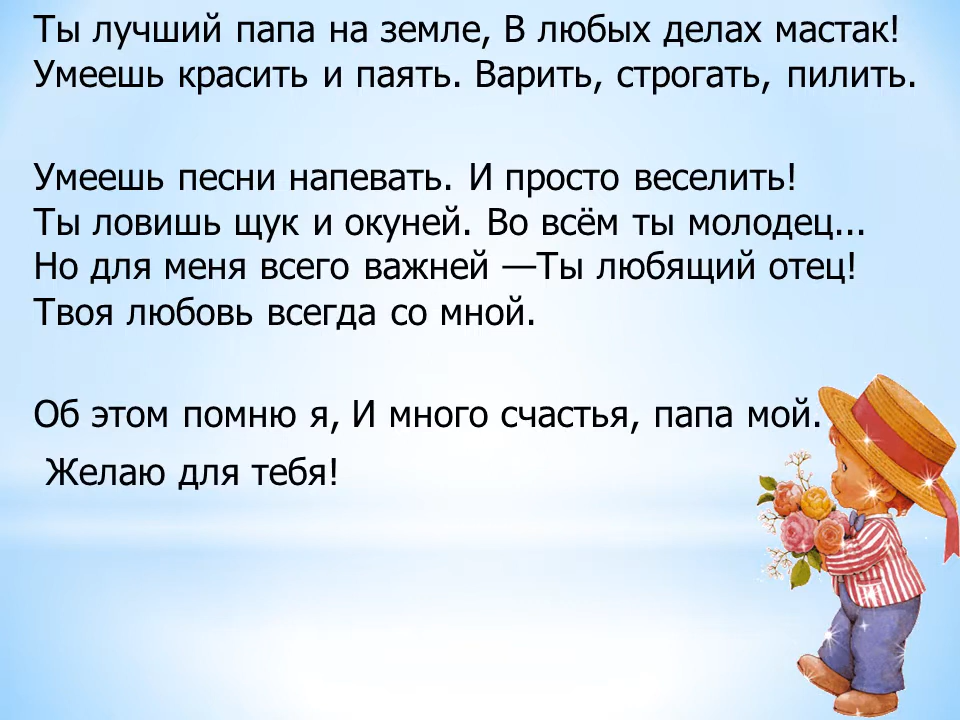 Ты лучший папа на земле, В любых делах мастак!
Умеешь красить и паять. Варить, строгать, пилить.
Умеешь песни напевать. И просто веселить!
Ты ловишь щук и окуней. Во всём ты молодец...
Но для меня всего важней —Ты любящий отец!
Твоя любовь всегда со мной.
Об этом помню я, И много счастья, папа мой.
Желаю для тебя!